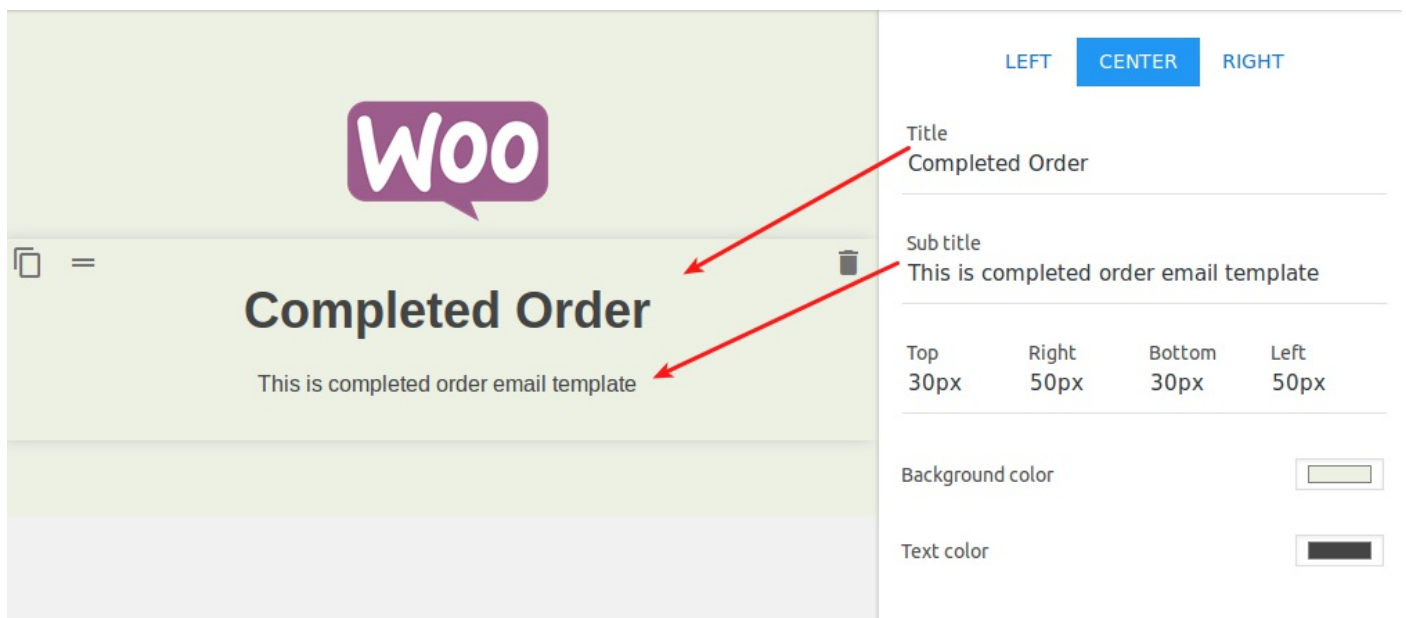 Woo
Completed Order
This is completed order email template
LEFT CENTER RIGHT
Title
Completed Order
Sub title
This is completed order email template
Top Right Bottom Left
30px 50px 30px 50px
Background color
Text color